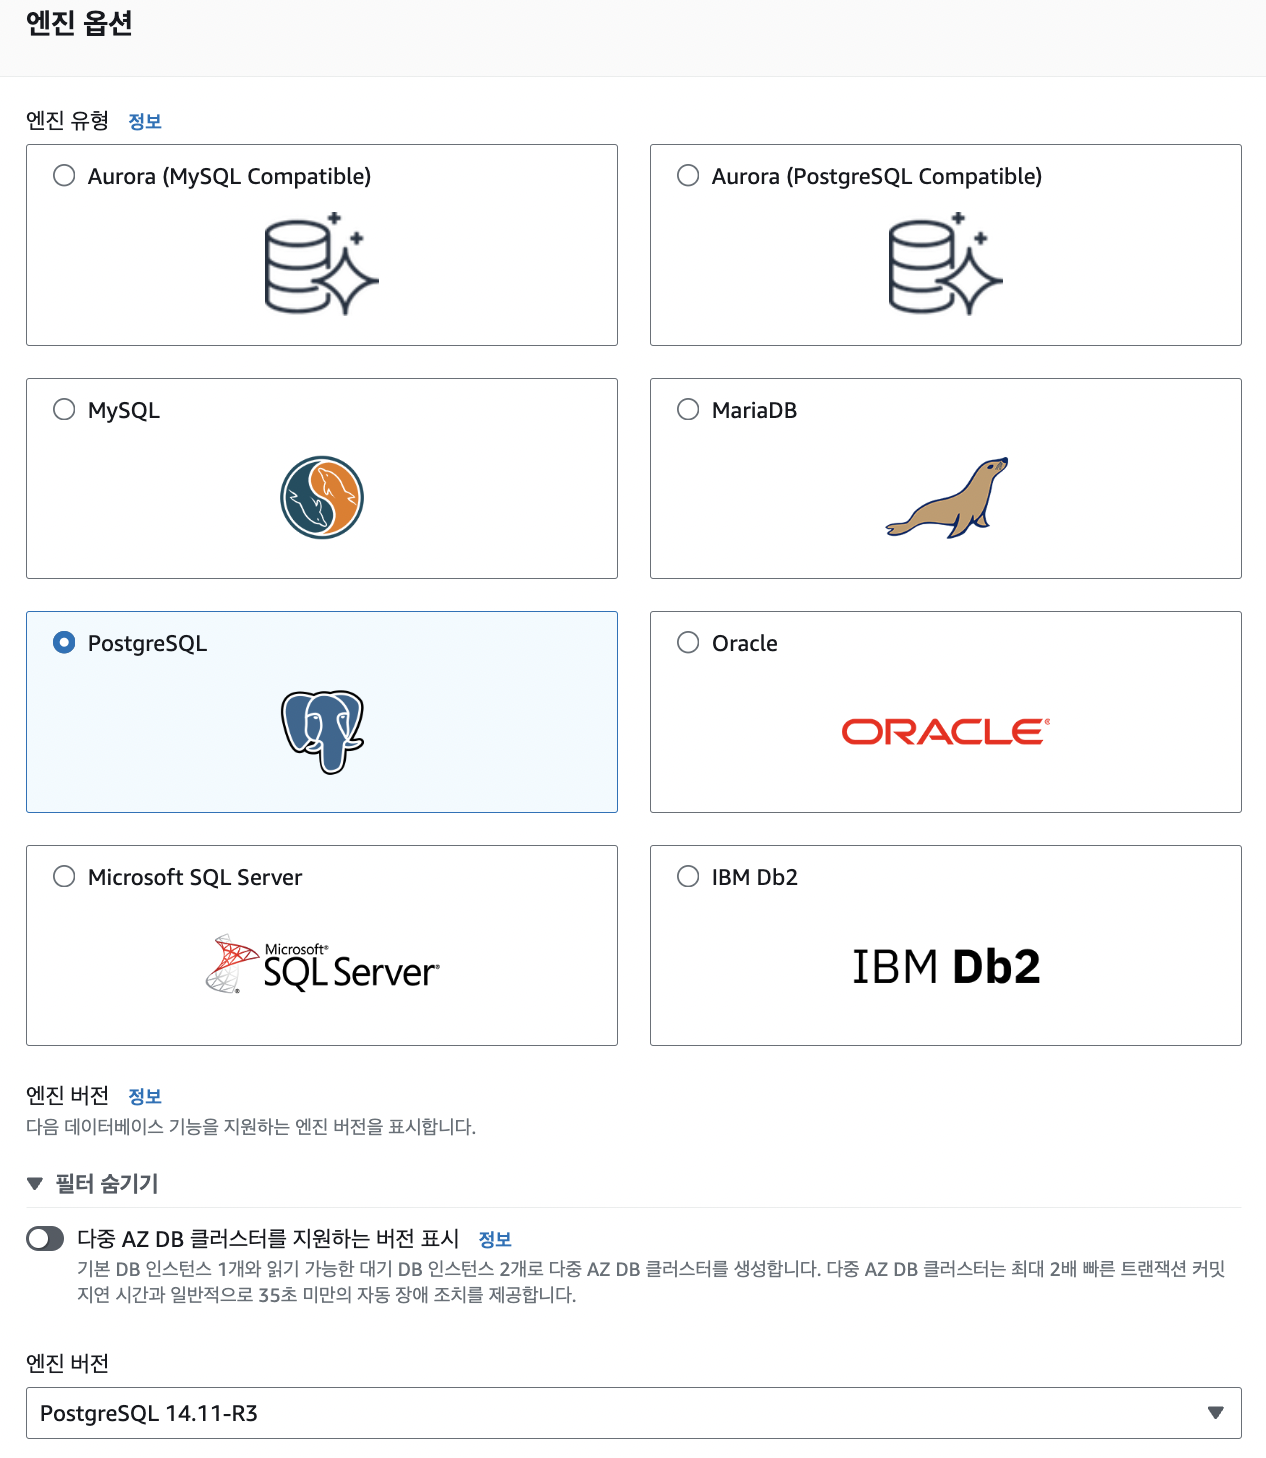 엔진 옵션
엔진 유형 정보
Aurora (MySQL Compatible)
Aurora (PostgreSQL Compatible)
MySQL
MariaDB
PostgreSQL
Oracle
ORACLE®
Microsoft SQL Server
Microsoft®
SQL Server®
IBM Db2
IBM Db2
엔진 버전 정보
다음 데이터베이스 기능을 지원하는 엔진 버전을 표시합니다.
▼ 필터 숨기기
다중 AZ DB 클러스터를 지원하는 버전 표시 정보
기본 DB 인스턴스 1개와 읽기 가능한 대기 DB 인스턴스 2개로 다중 AZ DB 클러스터를 생성합니다. 다중 AZ DB 클러스터는 최대 2배 빠른 트랜잭션 커밋
지연 시간과 일반적으로 35초 미만의 자동 장애 조치를 제공합니다.
엔진 버전
PostgreSQL 14.11-R3